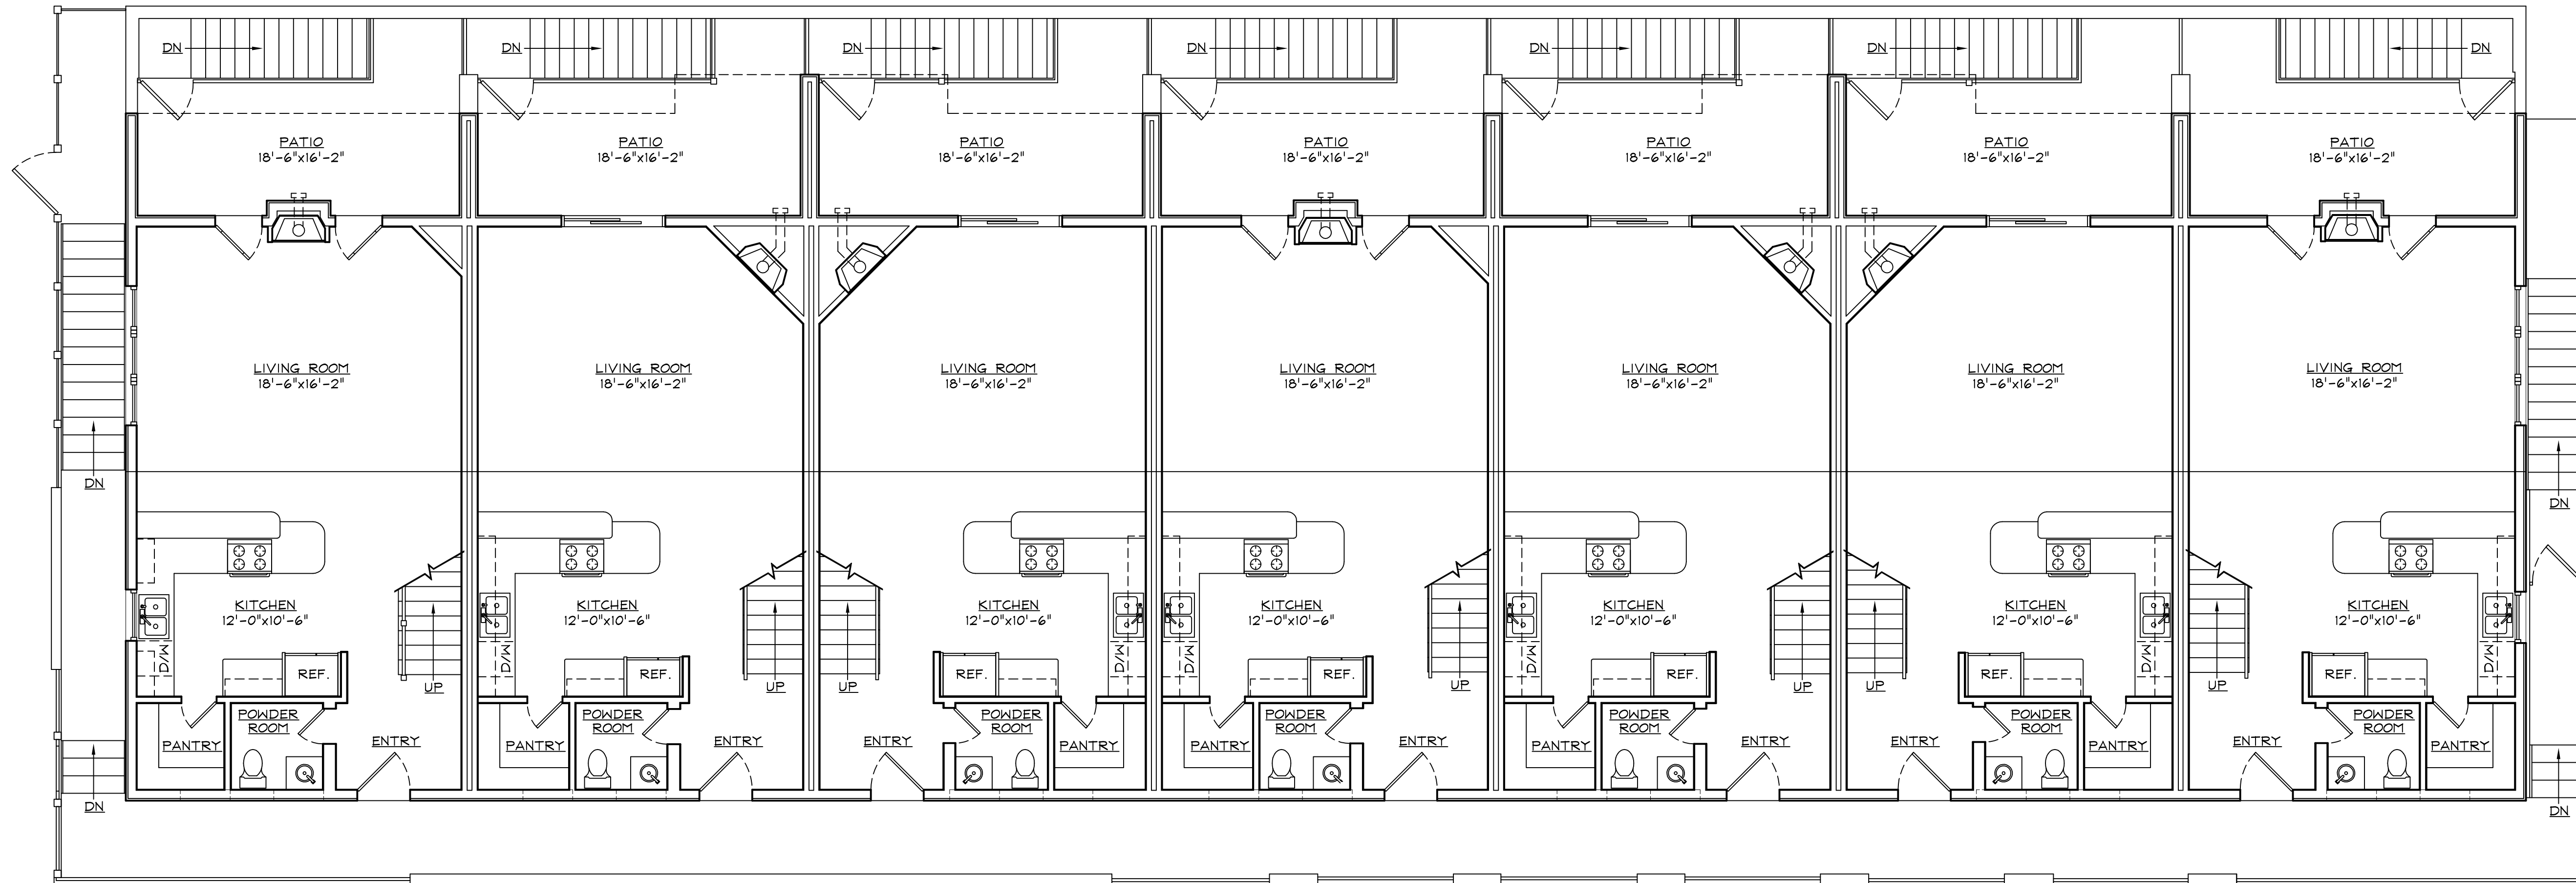 DN DN DN DN DN DN DN
PATIO PATIO PATIO PATIO PATIO PATIO PATIO
18'-6"x16'-2" 18'-6"x16'-2" 18'-6"x16'-2" 18'-6"x16'-2" 18'-6"x16'-2" 18'-6"x16'-2" 18'-6"x16'-2"
LIVING ROOM LIVING ROOM LIVING ROOM LIVING ROOM LIVING ROOM LIVING ROOM LIVING ROOM
18'-6"x16'-2" 18'-6"x16'-2" 18'-6"x16'-2" 18'-6"x16'-2" 18'-6"x16'-2" 18'-6"x16'-2" 18'-6"x16'-2"
DN DN
KITCHEN KITCHEN KITCHEN KITCHEN KITCHEN KITCHEN KITCHEN
12'-0"x10'-6" 12'-0"x10'-6" 12'-0"x10'-6" 12'-0"x10'-6" 12'-0"x10'-6" 12'-0"x10'-6" 12'-0"x10'-6"
M/D M/D M/D M/D M/D M/D M/D
REF. REF. REF. REF. REF. REF. REF.
UP UP UP UP UP UP UP
POWDER POWDER POWDER POWDER POWDER POWDER POWDER
ROOM ROOM ROOM ROOM ROOM ROOM ROOM
PANTRY ENTRY PANTRY ENTRY ENTRY PANTRY PANTRY ENTRY PANTRY ENTRY ENTRY PANTRY ENTRY PANTRY
DN DN